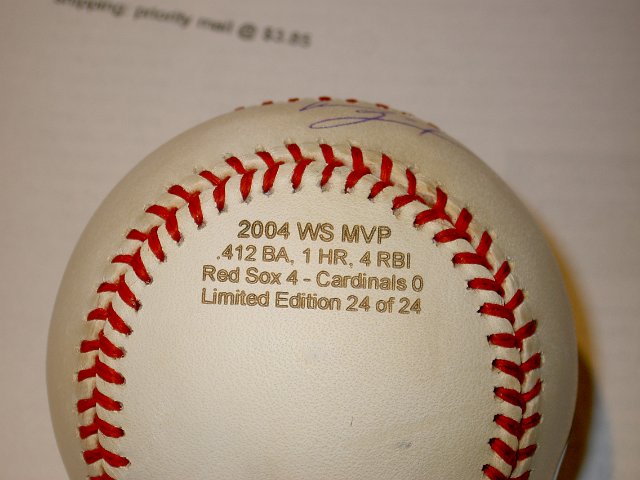 shipping: priority mail @ $3.85
2004 WS MVP
.412 BA, 1 HR, 4 RBI
Red Sox 4 - Cardinals 0
Limited Edition 24 of 24